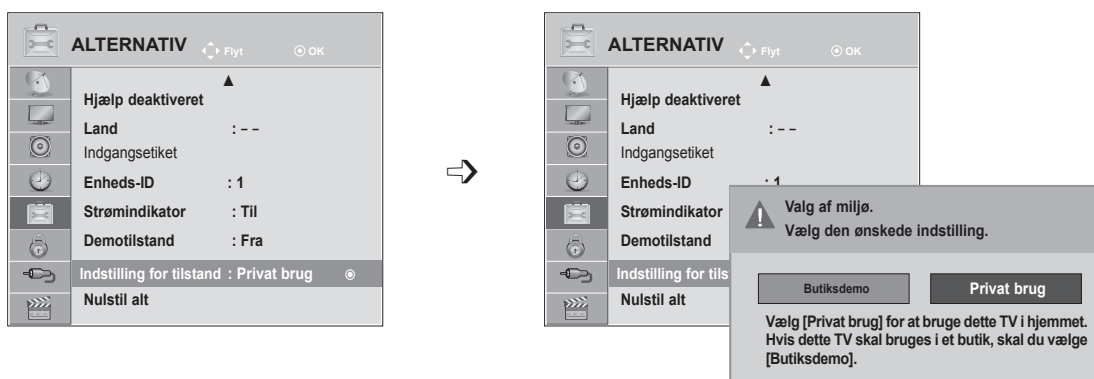 ALTERNATIV Flyt OK
Hjælp deaktiveret
Land : – –
Indgangsetiket
Enheds-ID : 1
Strømindikator : Til
Demotilstand : Fra
Indstilling for tilstand : Privat brug
Nulstil alt
ALTERNATIV Flyt OK
Hjælp deaktiveret
Land : – –
Indgangsetiket
Enheds-ID : 1
Strømindikator
Demotilstand
Indstilling for tils
Nulstil alt
Valg af miljø.
Vælg den ønskede indstilling.
Butiksdemo Privat brug
Vælg [Privat brug] for at bruge dette TV i hjemmet.
Hvis dette TV skal bruges i et butik, skal du vælge
[Butiksdemo].